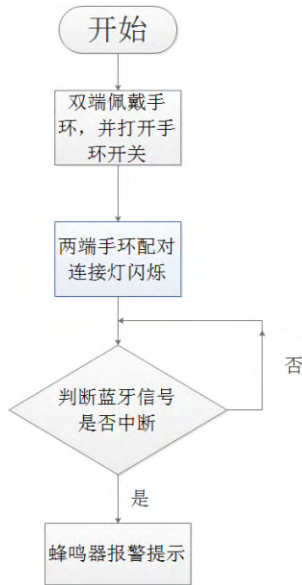 开始
双端佩戴手
环，并打开手
环开关
两端手环配对
连接灯闪烁
否
判断蓝牙信号
是否中断
是
蜂鸣器报警提示